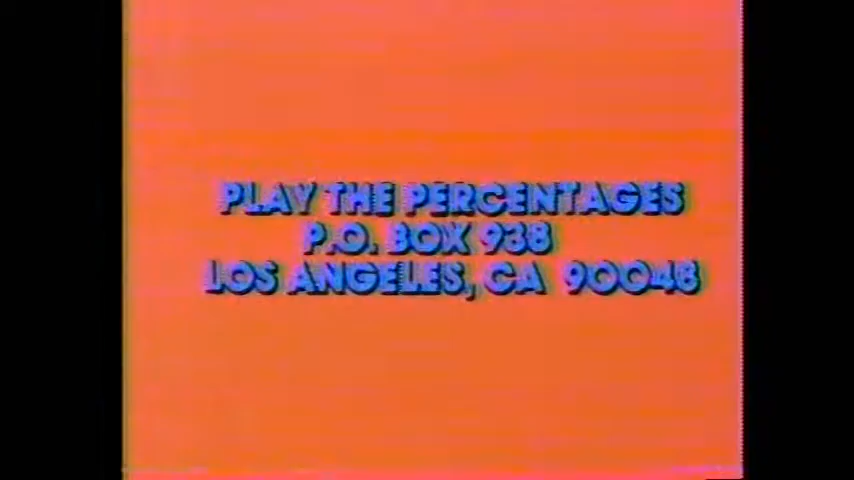 PLAY THE PERCENTAGES
P.O. BOX 938
LOS ANGELES, CA 90048